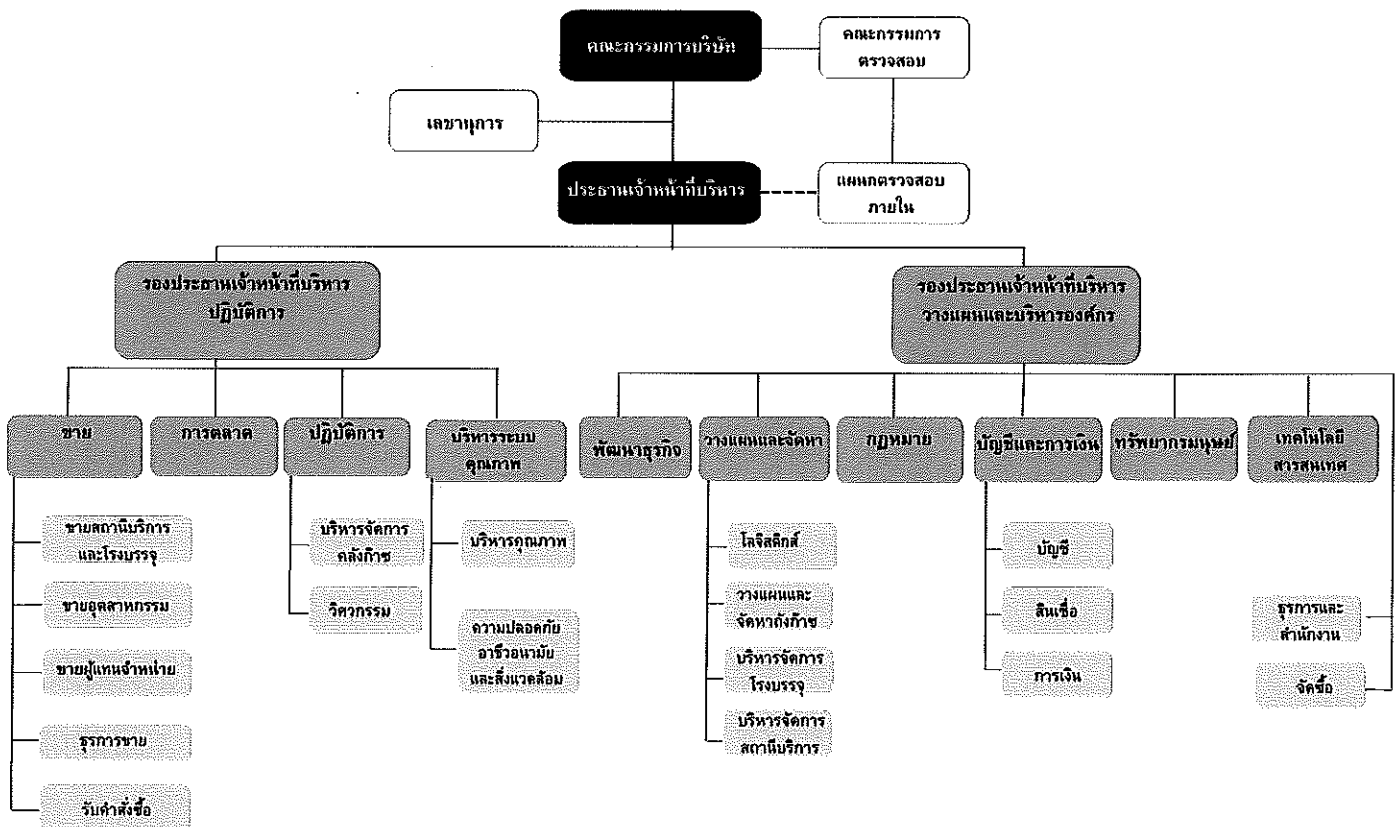 คณะกรรมการบริษัท
คณะกรรมการ
ตรวจสอบ
เลขานุการ
ประธานเจ้าหน้าที่บริหาร
แผนกตรวจสอบ
ภายใน
รองประธานเจ้าหน้าที่บริหาร
ปฏิบัติการ
รองประธานเจ้าหน้าที่บริหาร
วางแผนและบริหารองค์กร
ขาย
การตลาด
ปฏิบัติการ
บริหารระบบ
คุณภาพ
พัฒนาธุรกิจ
วางแผนและจัดหา
กฎหมาย
บัญชีและการเงิน
ทรัพยากรมนุษย์
เทคโนโลยี
สารสนเทศ
ขายสถานีบริการ
และโรงบรรจุ
ขายอุตสาหกรรม
ขายผู้แทนจำหน่าย
ธุรการขาย
รับคำสั่งซื้อ
บริหารจัดการ
คลังก๊าซ
วิศวกรรม
บริหารคุณภาพ
ความปลอดภัย
อาชีวอนามัย
และสิ่งแวดล้อม
โลจิสติกส์
วางแผนและ
จัดหาถังก๊าซ
บริหารจัดการ
โรงบรรจุ
บริหารจัดการ
สถานีบริการ
บัญชี
สินเชื่อ
การเงิน
ธุรการและ
สำนักงาน
จัดซื้อ